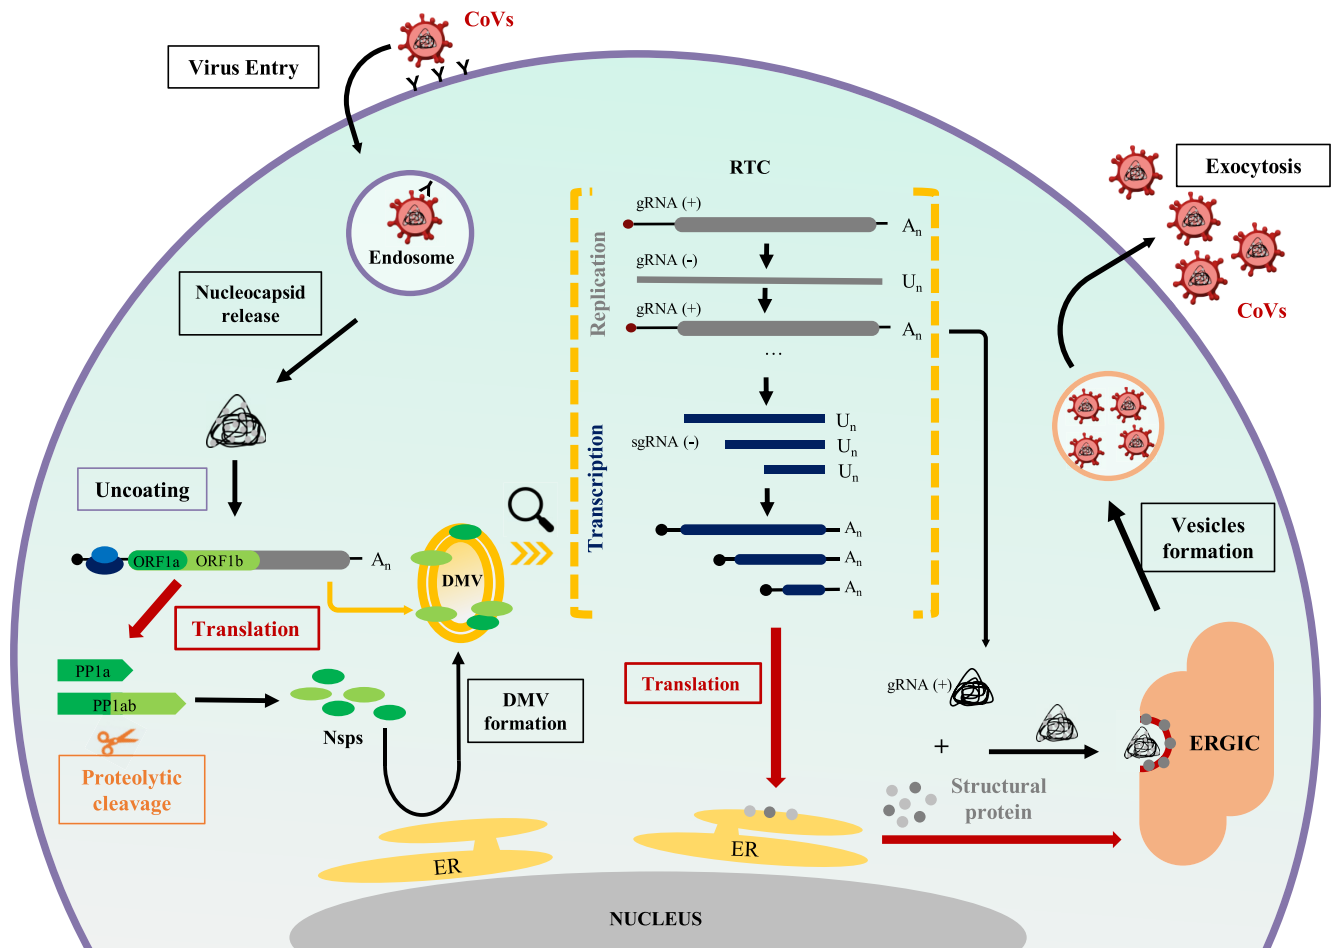 CoVs
Virus Entry
Endosome
Nucleocapsid
release
Uncoating
ORF1a
ORF1b
An
Translation
PP1a
PP1ab
Proteolytic
cleavage
Nsps
DMV
DMV
formation
ER
RTC
Replication
gRNA (+)
An
gRNA (-)
Un
gRNA (+)
An
...
Transcription
Un
sgRNA (-)
Un
Un
An
An
An
Translation
ER
NUCLEUS
gRNA (+)
+
Structural
protein
ERGIC
Vesicles
formation
Exocytosis
CoVs